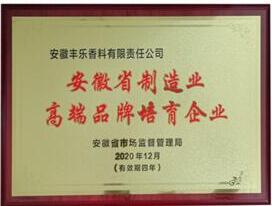 安徽丰乐香料有限责任公司
安徽省制造业
高端品牌培育企业
安徽省市场监督管理局
2020年12月
(有效期四年)